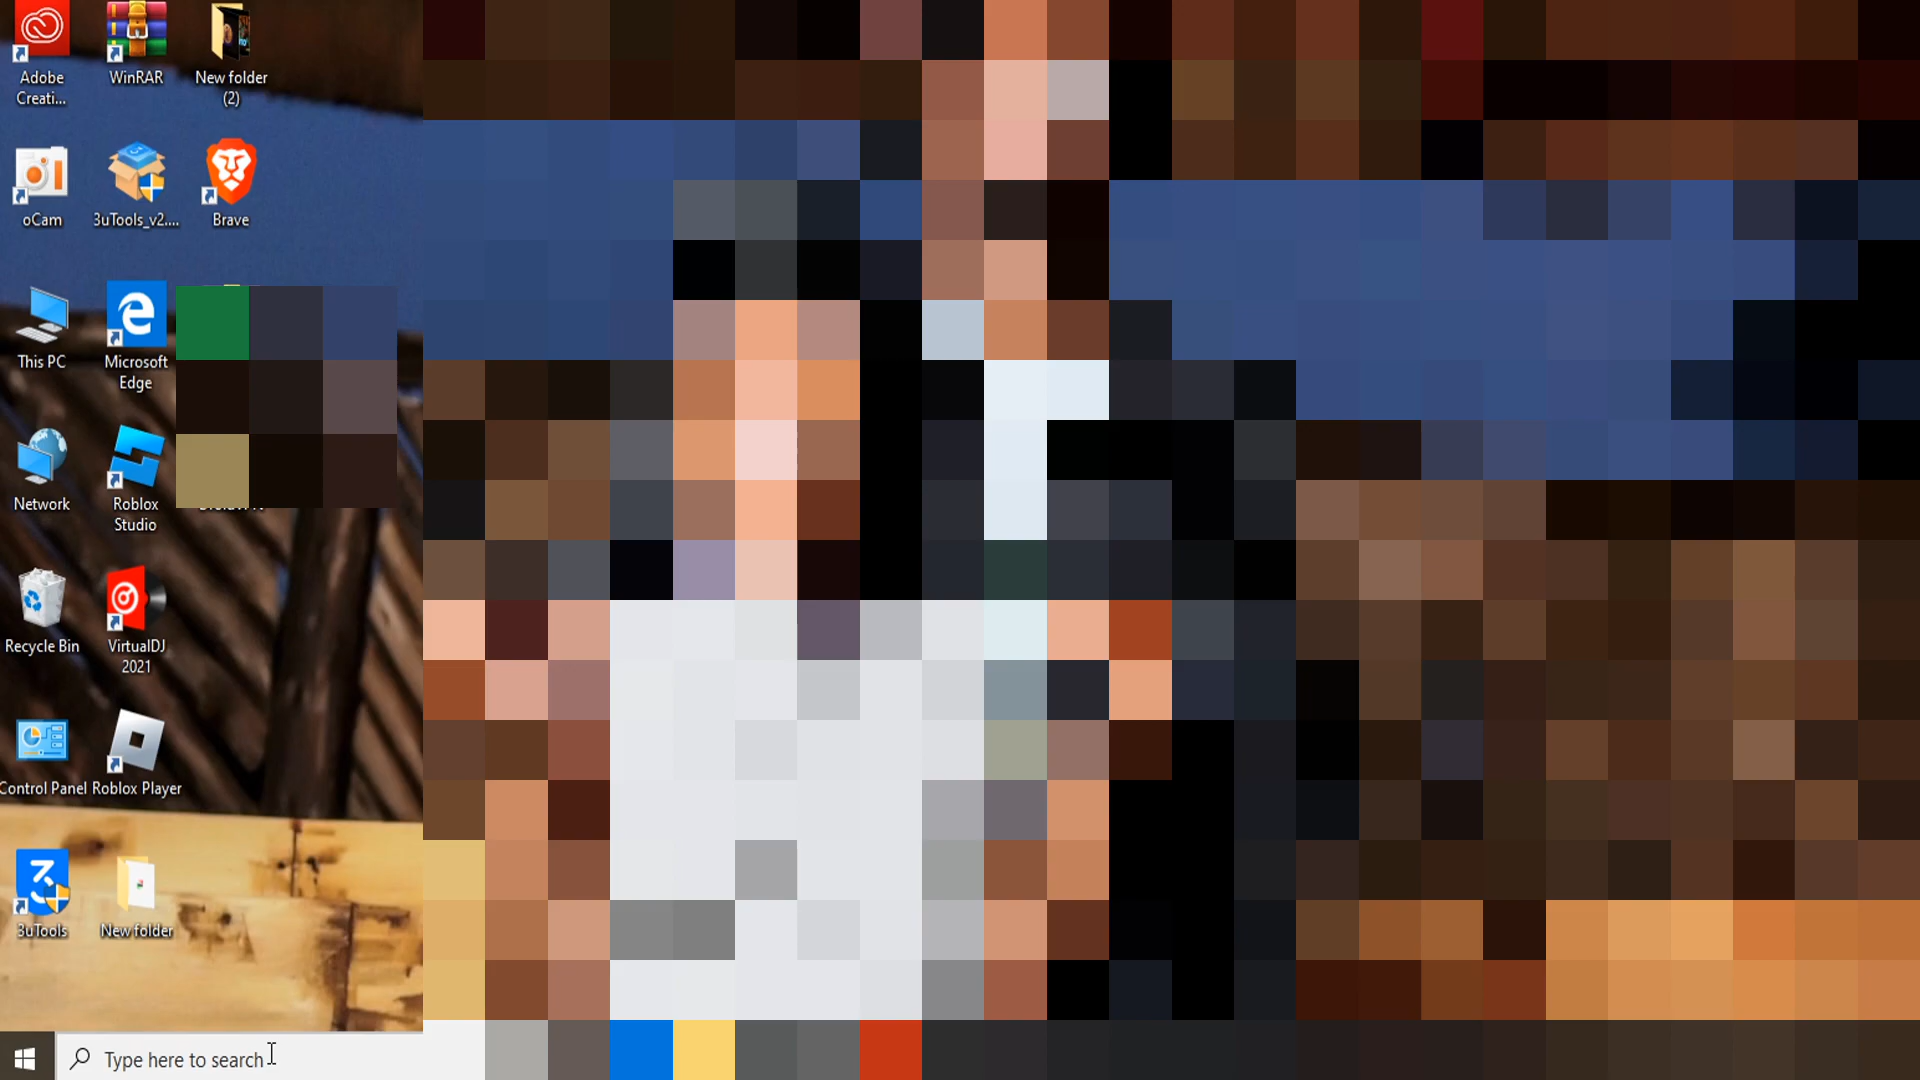 Adobe
Creati...
WinRAR
New folder
(2)
oCam
3uTools_v2....
Brave
This PC
Microsoft
Edge
Network
Roblox
Studio
Recycle Bin
VirtualDJ
2021
Control Panel
Roblox Player
3uTools
New folder
Type here to search